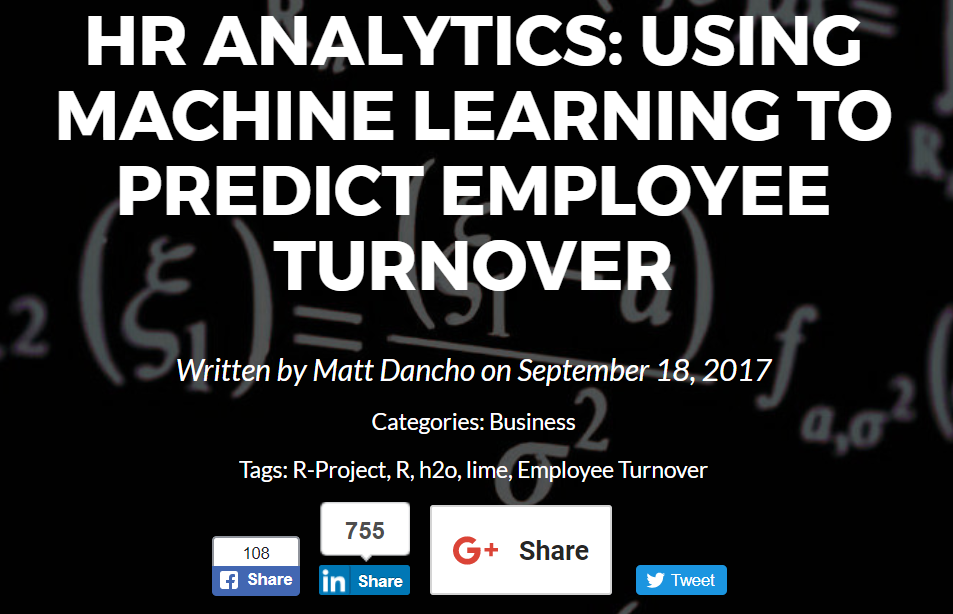 HR ANALYTICS: USING
MACHINE LEARNING TO
PREDICT EMPLOYEE
TURNOVER
Written by Matt Dancho on September 18, 2017
Categories: Business
Tags: R-Project, R, h2o, lime, Employee Turnover
108
Share
755
in Share
G+ Share
Tweet